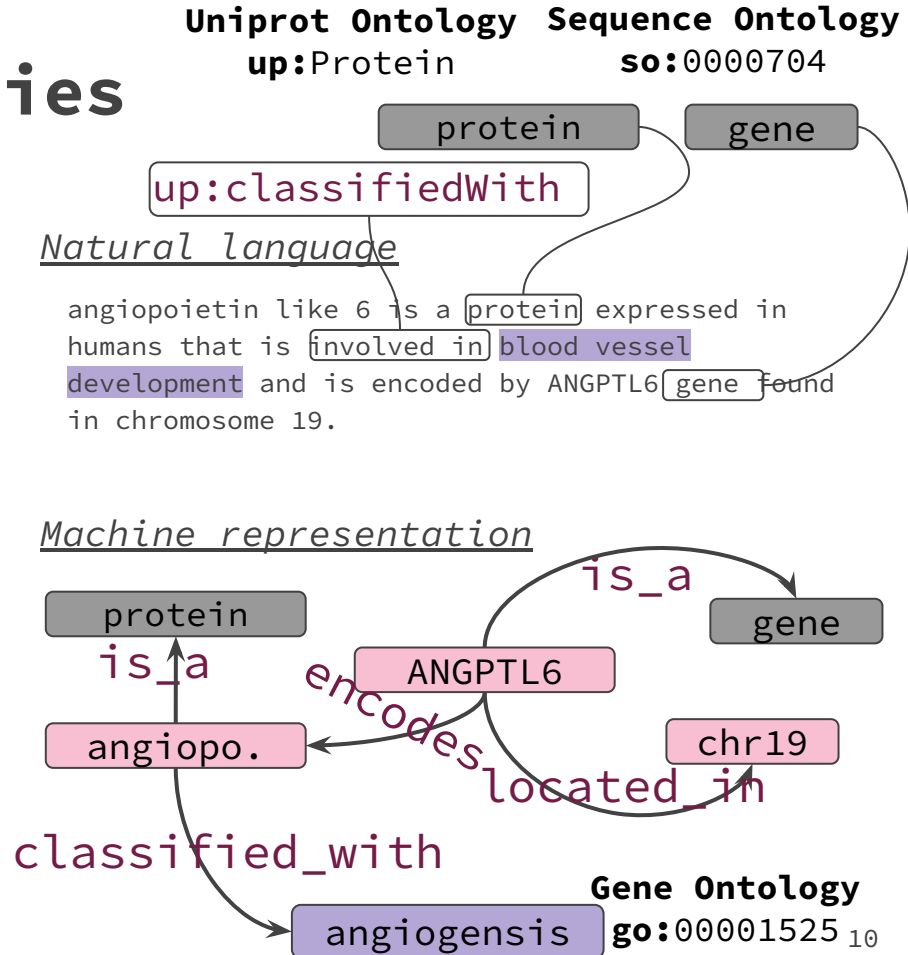 Uniprot Ontology Sequence Ontology
up:Protein so:0000704
ies
protein gene
up:classifiedWith
Natural language
angiopoietin like 6 is a protein expressed in
humans that is involved in blood vessel
development and is encoded by ANGPTL6 gene found
in chromosome 19.
Machine representation
is_a
protein gene
is_a ANGPTL6
encodes
angiopo. chr19
located_in
classified_with
Gene Ontology
angiogensis go:00001525 10